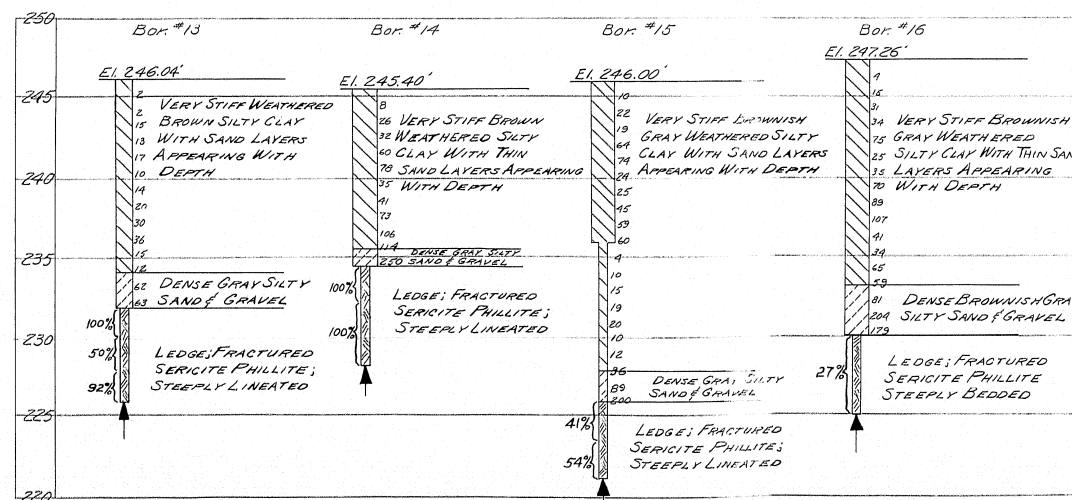 250
Bor. #13
Bor. #14
Bor. #15
Bor. #16
El. 246.04'
El. 245.40'
El. 246.00'
El. 247.26'
245
240
235
230
225
220
2
2
15
13
17
10
14
20
30
36
15
12
62
63
VERY STIFF WEATHERED
BROWN SILTY CLAY
WITH SAND LAYERS
APPEARING WITH
DEPTH
DENSE GRAY SILTY
SAND & GRAVEL
100%
50%
92%
LEDGE; FRACTURED
SERICITE PHILLITE;
STEEPLY LINEATED
8
26
32
60
78
35
41
73
106
114
250
VERY STIFF BROWN
WEATHERED SILTY
CLAY WITH THIN
SAND LAYERS APPEARING
WITH DEPTH
DENSE GRAY SILTY
SAND & GRAVEL
100%
100%
LEDGE; FRACTURED
SERICITE PHILLITE;
STEEPLY LINEATED
10
22
19
64
74
24
25
45
59
60
4
10
15
19
20
10
12
36
89
200
VERY STIFF BROWNISH
GRAY WEATHERED SILTY
CLAY WITH SAND LAYERS
APPEARING WITH DEPTH
DENSE GRAY SILTY
SAND & GRAVEL
41%
54%
LEDGE; FRACTURED
SERICITE PHILLITE;
STEEPLY LINEATED
4
15
31
34
75
25
35
70
89
107
41
34
65
59
81
204
179
VERY STIFF BROWNISH
GRAY WEATHERED
SILTY CLAY WITH THIN SAN
LAYERS APPEARING
WITH DEPTH
DENSE BROWNISH GRA
SILTY SAND & GRAVEL
27%
LEDGE; FRACTURED
SERICITE PHILLITE
STEEPLY BEDDED